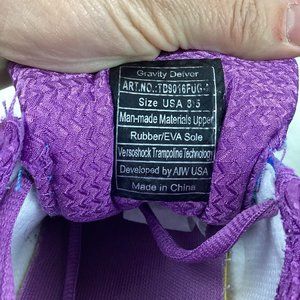 Gravity Defyer
ART.NO.:TD9016FUG-
Size USA 3.5
Man-made Materials Upper
Rubber/EVA Sole
Versoshock Trampoline Technology
Developed by AIW USA
Made in China